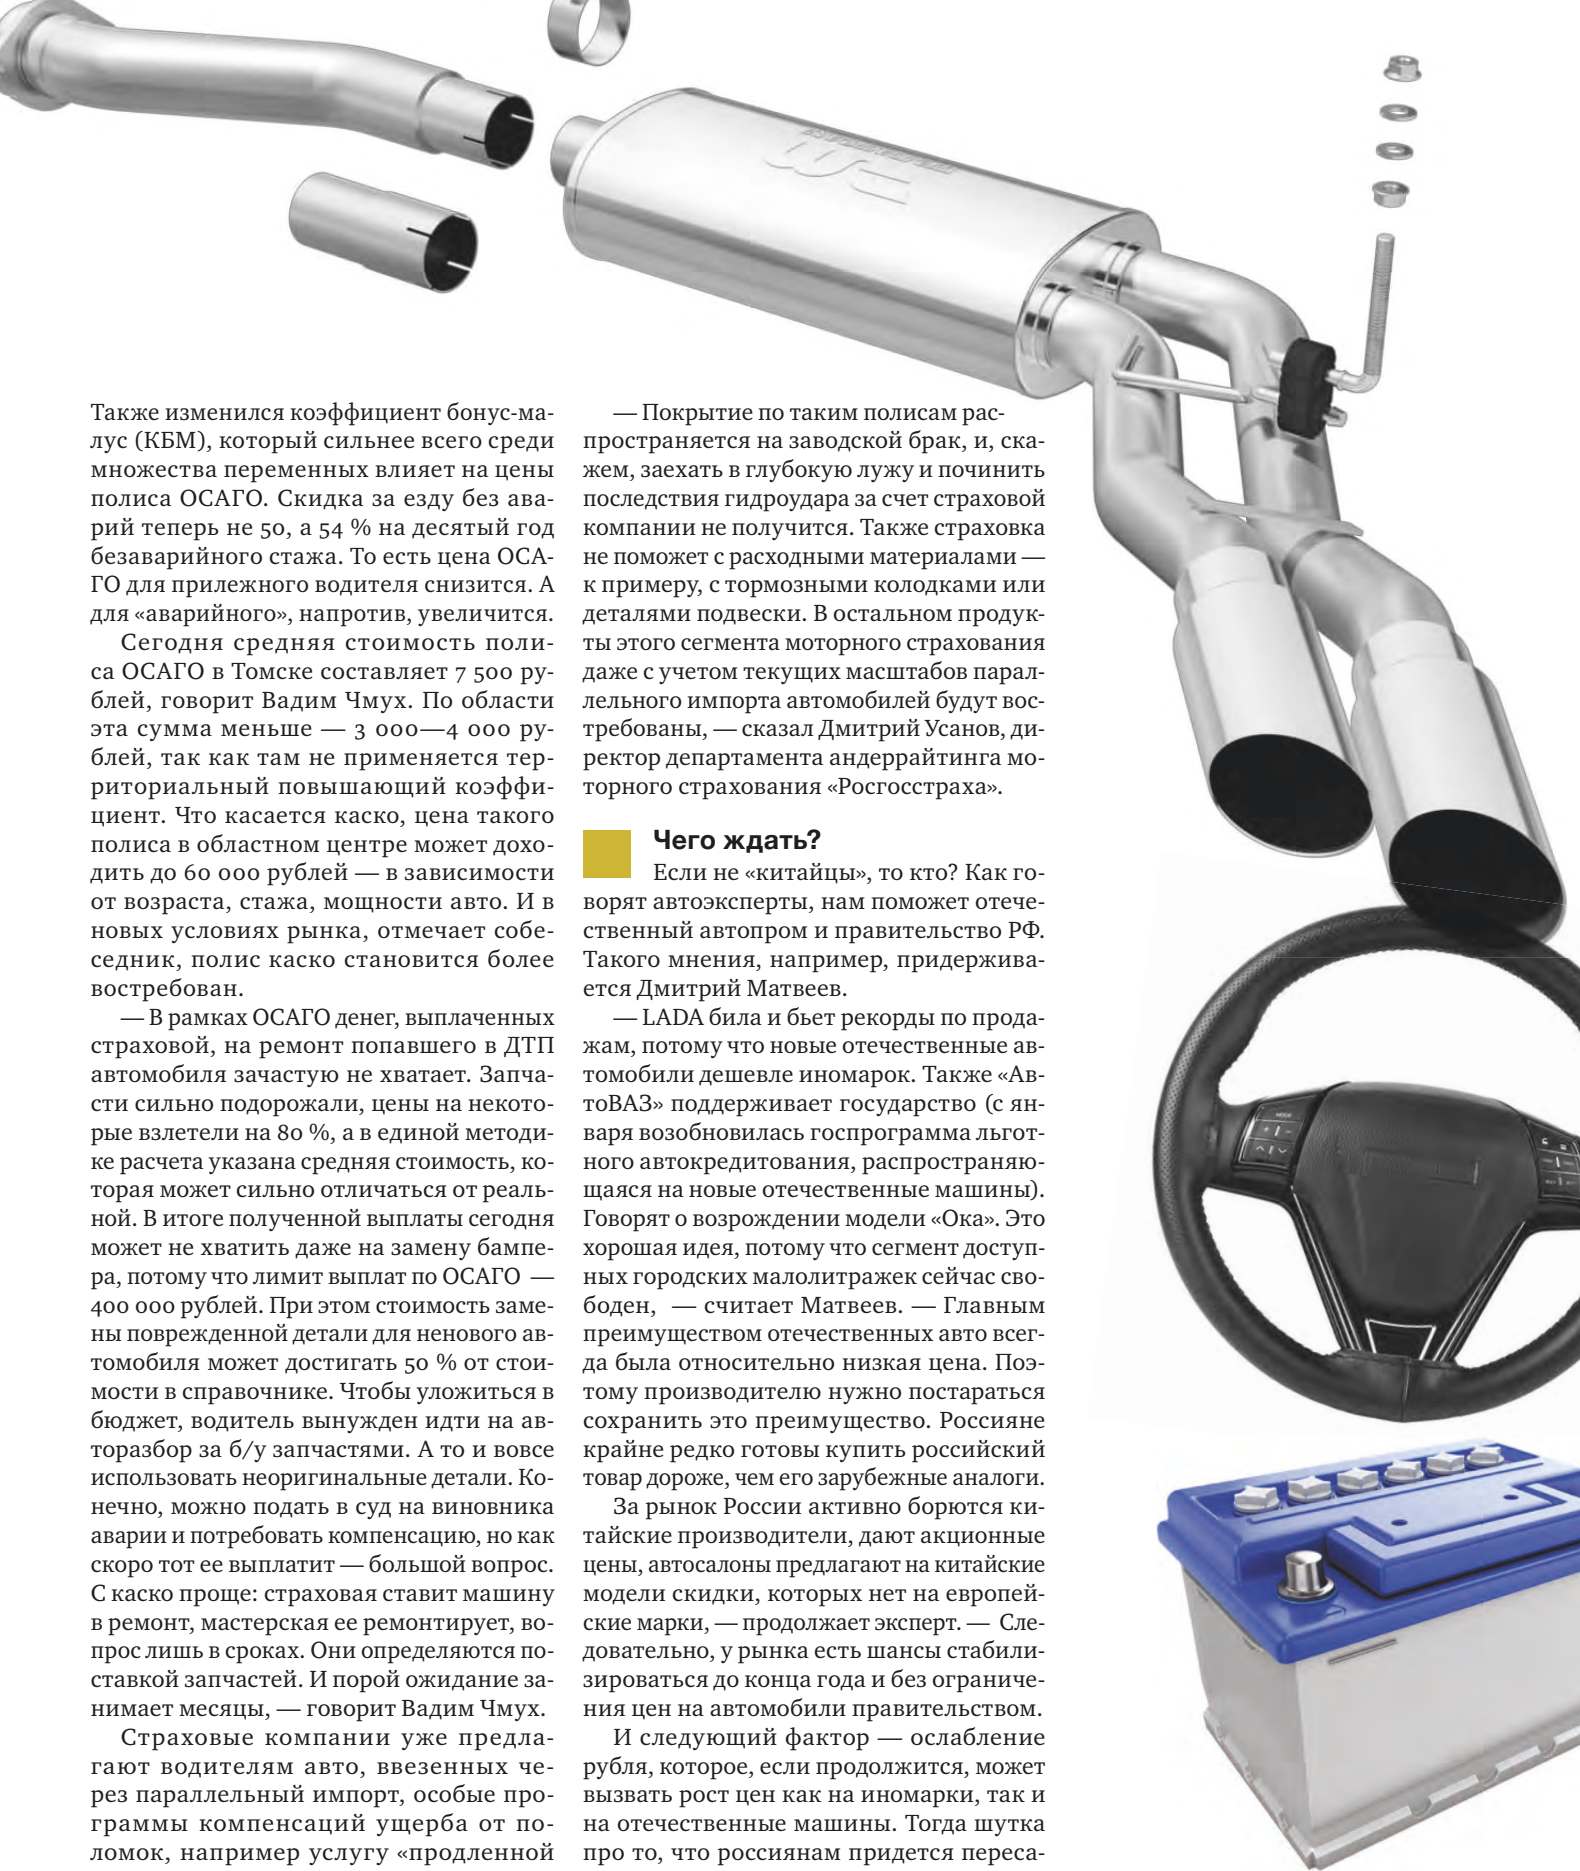 Также изменился коэффициент бонус-ма-
лус (КБМ), который сильнее всего среди
множества переменных влияет на цены
полиса ОСАГО. Скидка за езду без ава-
рий теперь не 50, а 54 % на десятый год
безаварийного стажа. То есть цена ОСА-
ГО для прилежного водителя снизится. А
для «аварийного», напротив, увеличится.
Сегодня средняя стоимость поли-
са ОСАГО в Томске составляет 7 500 ру-
блей, говорит Вадим Чмух. По области
эта сумма меньше — 3 000—4 000 ру-
блей, так как там не применяется тер-
риториальный повышающий коэффи-
циент. Что касается каско, цена такого
полиса в областном центре может дохо-
дить до 60 000 рублей — в зависимости
от возраста, стажа, мощности авто. И в
новых условиях рынка, отмечает собе-
седник, полис каско становится более
востребован.
— В рамках ОСАГО денег, выплаченных
страховой, на ремонт попавшего в ДТП
автомобиля зачастую не хватает. Запча-
сти сильно подорожали, цены на некото-
рые взлетели на 80 %, а в единой методи-
ке расчета указана средняя стоимость, ко-
торая может сильно отличаться от реаль-
ной. В итоге полученной выплаты сегодня
может не хватить даже на замену бампе-
ра, потому что лимит выплат по ОСАГО —
400 000 рублей. При этом стоимость заме-
ны поврежденной детали для ненового ав-
томобиля может достигать 50 % от стои-
мости в справочнике. Чтобы уложиться в
бюджет, водитель вынужден идти на ав-
торазбор за б/у запчастями. А то и вовсе
использовать неоригинальные детали. Ко-
нечно, можно подать в суд на виновника
аварии и потребовать компенсацию, но как
скоро тот ее выплатит — большой вопрос.
С каско проще: страховая ставит машину
в ремонт, мастерская ее ремонтирует, во-
прос лишь в сроках. Они определяются по-
ставкой запчастей. И порой ожидание за-
нимает месяцы, — говорит Вадим Чмух.
Страховые компании уже предла-
гают водителям авто, ввезенных че-
рез параллельный импорт, особые про-
граммы компенсаций ущерба от по-
ломок, например услугу «продленной
— Покрытие по таким полисам рас-
пространяется на заводской брак, и, ска-
жем, заехать в глубокую лужу и починить
последствия гидроудара за счет страховой
компании не получится. Также страховка
не поможет с расходными материалами —
к примеру, с тормозными колодками или
деталями подвески. В остальном продук-
ты этого сегмента моторного страхования
даже с учетом текущих масштабов парал-
лельного импорта автомобилей будут вос-
требованы, — сказал Дмитрий Усанов, ди-
ректор департамента андеррайтинга мо-
торного страхования «Росгосстраха».
Чего ждать?
Если не «китайцы», то кто? Как го-
ворят автоэксперты, нам поможет отече-
ственный автопром и правительство РФ.
Такого мнения, например, придержива-
ется Дмитрий Матвеев.
— LADA била и бьет рекорды по прода-
жам, потому что новые отечественные ав-
томобили дешевле иномарок. Также «Ав-
тоВАЗ» поддерживает государство (с ян-
варя возобновилась госпрограмма льгот-
ного автокредитования, распространяю-
щаяся на новые отечественные машины).
Говорят о возрождении модели «Ока». Это
хорошая идея, потому что сегмент доступ-
ных городских малолитражек сейчас сво-
боден, — считает Матвеев. — Главным
преимуществом отечественных авто всег-
да была относительно низкая цена. Поэ-
тому производителю нужно постараться
сохранить это преимущество. Россияне
крайне редко готовы купить российский
товар дороже, чем его зарубежные аналоги.
За рынок России активно борются ки-
тайские производители, дают акционные
цены, автосалоны предлагают на китайские
модели скидки, которых нет на европей-
ские марки, — продолжает эксперт. — Сле-
довательно, у рынка есть шансы стабили-
зироваться до конца года и без ограниче-
ния цен на автомобили правительством.
И следующий фактор — ослабление
рубля, которое, если продолжится, может
вызвать рост цен как на иномарки, так и
на отечественные машины. Тогда шутка
про то, что россиянам придется переса-
MODE